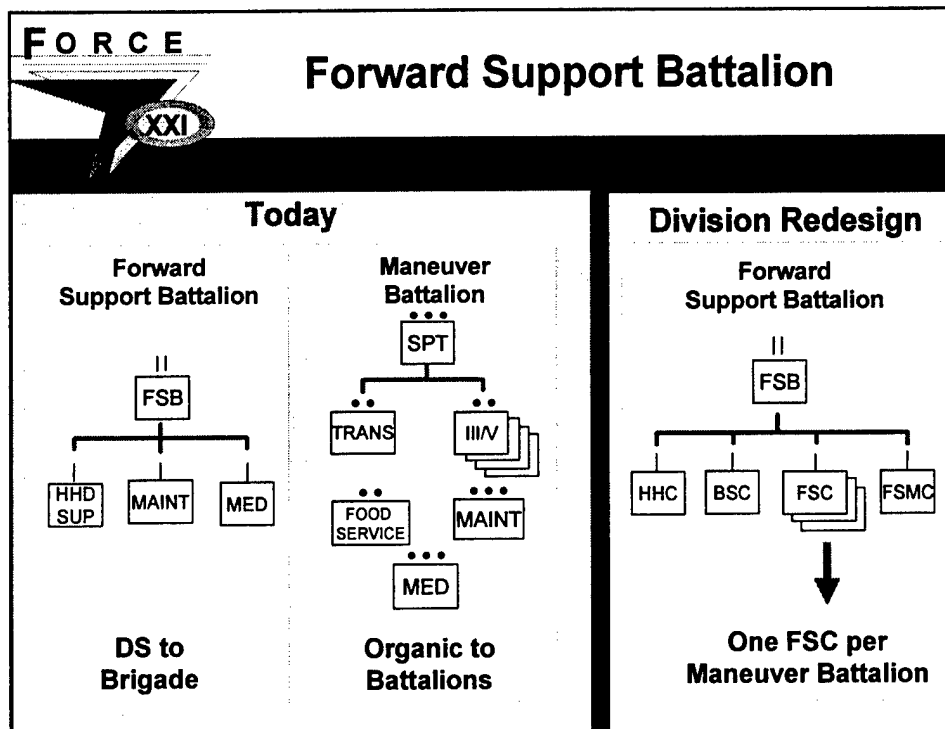 FORCE
XXI
Forward Support Battalion
Today
Forward
Support Battalion
FSB
HHD
SUP
MAINT
MED
DS to
Brigade
Maneuver
Battalion
SPT
TRANS
III/V
FOOD
SERVICE
MAINT
MED
Organic to
Battalions
Division Redesign
Forward
Support Battalion
FSB
HHC
BSC
FSC
FSMC
One FSC per
Maneuver Battalion